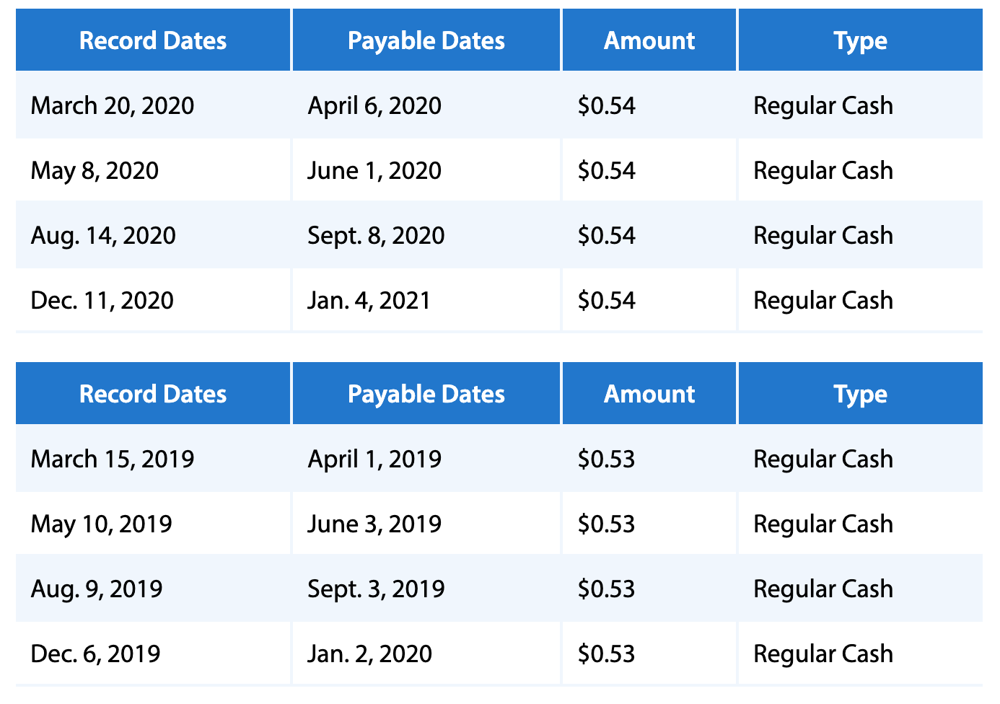 Record Dates Payable Dates Amount Type
March 20, 2020 April 6, 2020 $0.54 Regular Cash
May 8, 2020 June 1, 2020 $0.54 Regular Cash
Aug. 14, 2020 Sept. 8, 2020 $0.54 Regular Cash
Dec. 11, 2020 Jan. 4, 2021 $0.54 Regular Cash
Record Dates Payable Dates Amount Type
March 15, 2019 April 1, 2019 $0.53 Regular Cash
May 10, 2019 June 3, 2019 $0.53 Regular Cash
Aug. 9, 2019 Sept. 3, 2019 $0.53 Regular Cash
Dec. 6, 2019 Jan. 2, 2020 $0.53 Regular Cash